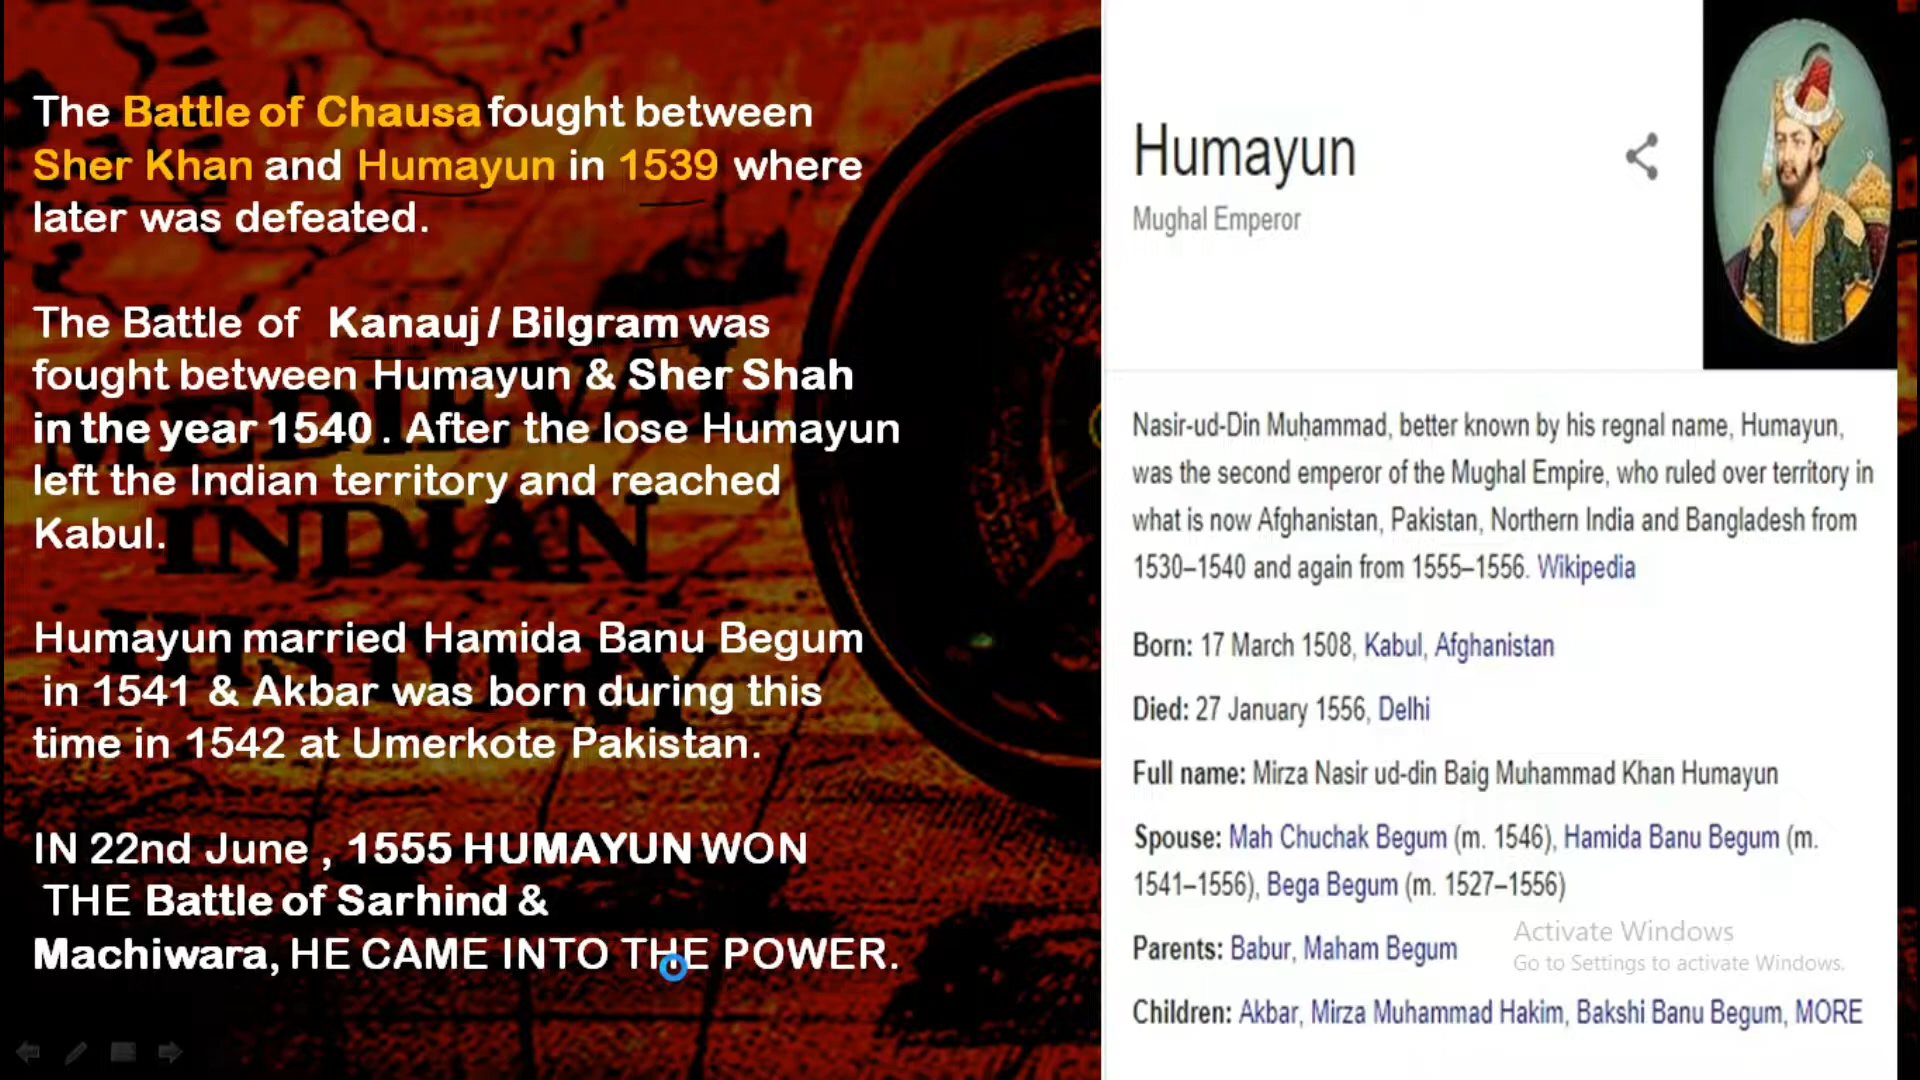 The Battle of Chausa fought between
Sher Khan and Humayun in 1539 where
later was defeated.
The Battle of Kanauj / Bilgram was
fought between Humayun & Sher Shah
in the year 1540 . After the lose Humayun
left the Indian territory and reached
Kabul.
Humayun married Hamida Banu Begum
in 1541 & Akbar was born during this
time in 1542 at Umerkote Pakistan.
IN 22nd June , 1555 HUMAYUN WON
THE Battle of Sarhind &
Machiwara, HE CAME INTO THE POWER.
MEDIEVAL
INDIAN
HISTORY
Humayun
Mughal Emperor
Nasir-ud-Din Muḥammad, better known by his regnal name, Humayun,
was the second emperor of the Mughal Empire, who ruled over territory in
what is now Afghanistan, Pakistan, Northern India and Bangladesh from
1530–1540 and again from 1555–1556. Wikipedia
Born: 17 March 1508, Kabul, Afghanistan
Died: 27 January 1556, Delhi
Full name: Mirza Nasir ud-din Baig Muhammad Khan Humayun
Spouse: Mah Chuchak Begum (m. 1546), Hamida Banu Begum (m.
1541–1556), Bega Begum (m. 1527–1556)
Parents: Babur, Maham Begum
Children: Akbar, Mirza Muhammad Hakim, Bakshi Banu Begum, MORE
Activate Windows
Go to Settings to activate Windows.